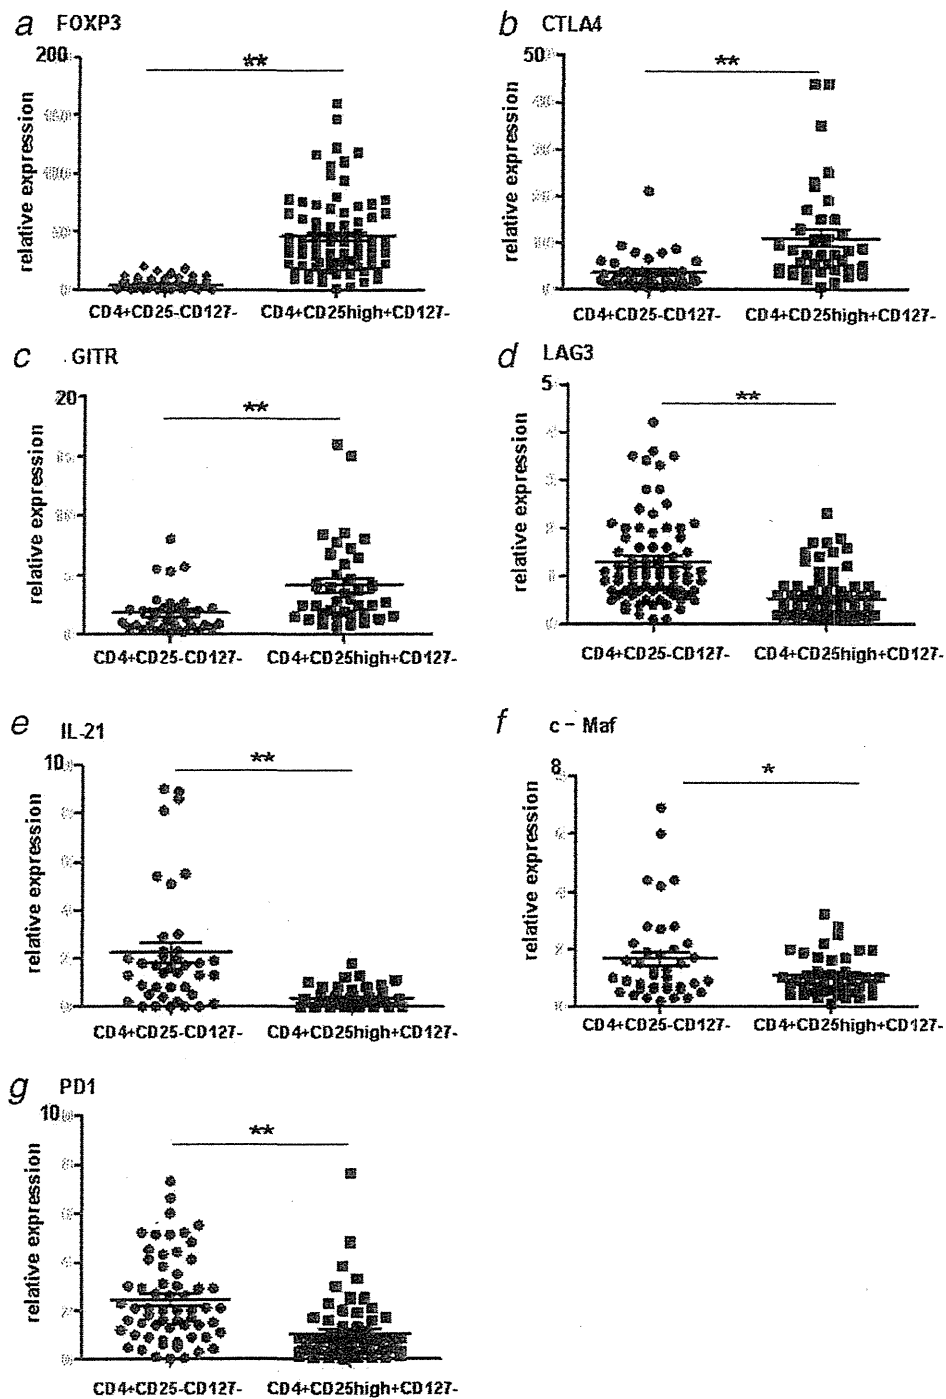 a FOXP3
200
**
relative expression
CD4+CD25-CD127- CD4+CD25high+CD127-
b CTLA4
50
**
relative expression
CD4+CD25-CD127- CD4+CD25high+CD127-
c GITR
20
**
relative expression
CD4+CD25-CD127- CD4+CD25high+CD127-
d LAG3
5
**
relative expression
CD4+CD25-CD127- CD4+CD25high+CD127-
e IL-21
10
**
relative expression
CD4+CD25-CD127- CD4+CD25high+CD127-
f c - Maf
8
*
relative expression
CD4+CD25-CD127- CD4+CD25high+CD127-
g PD1
10
**
relative expression
CD4+CD25-CD127- CD4+CD25high+CD127-